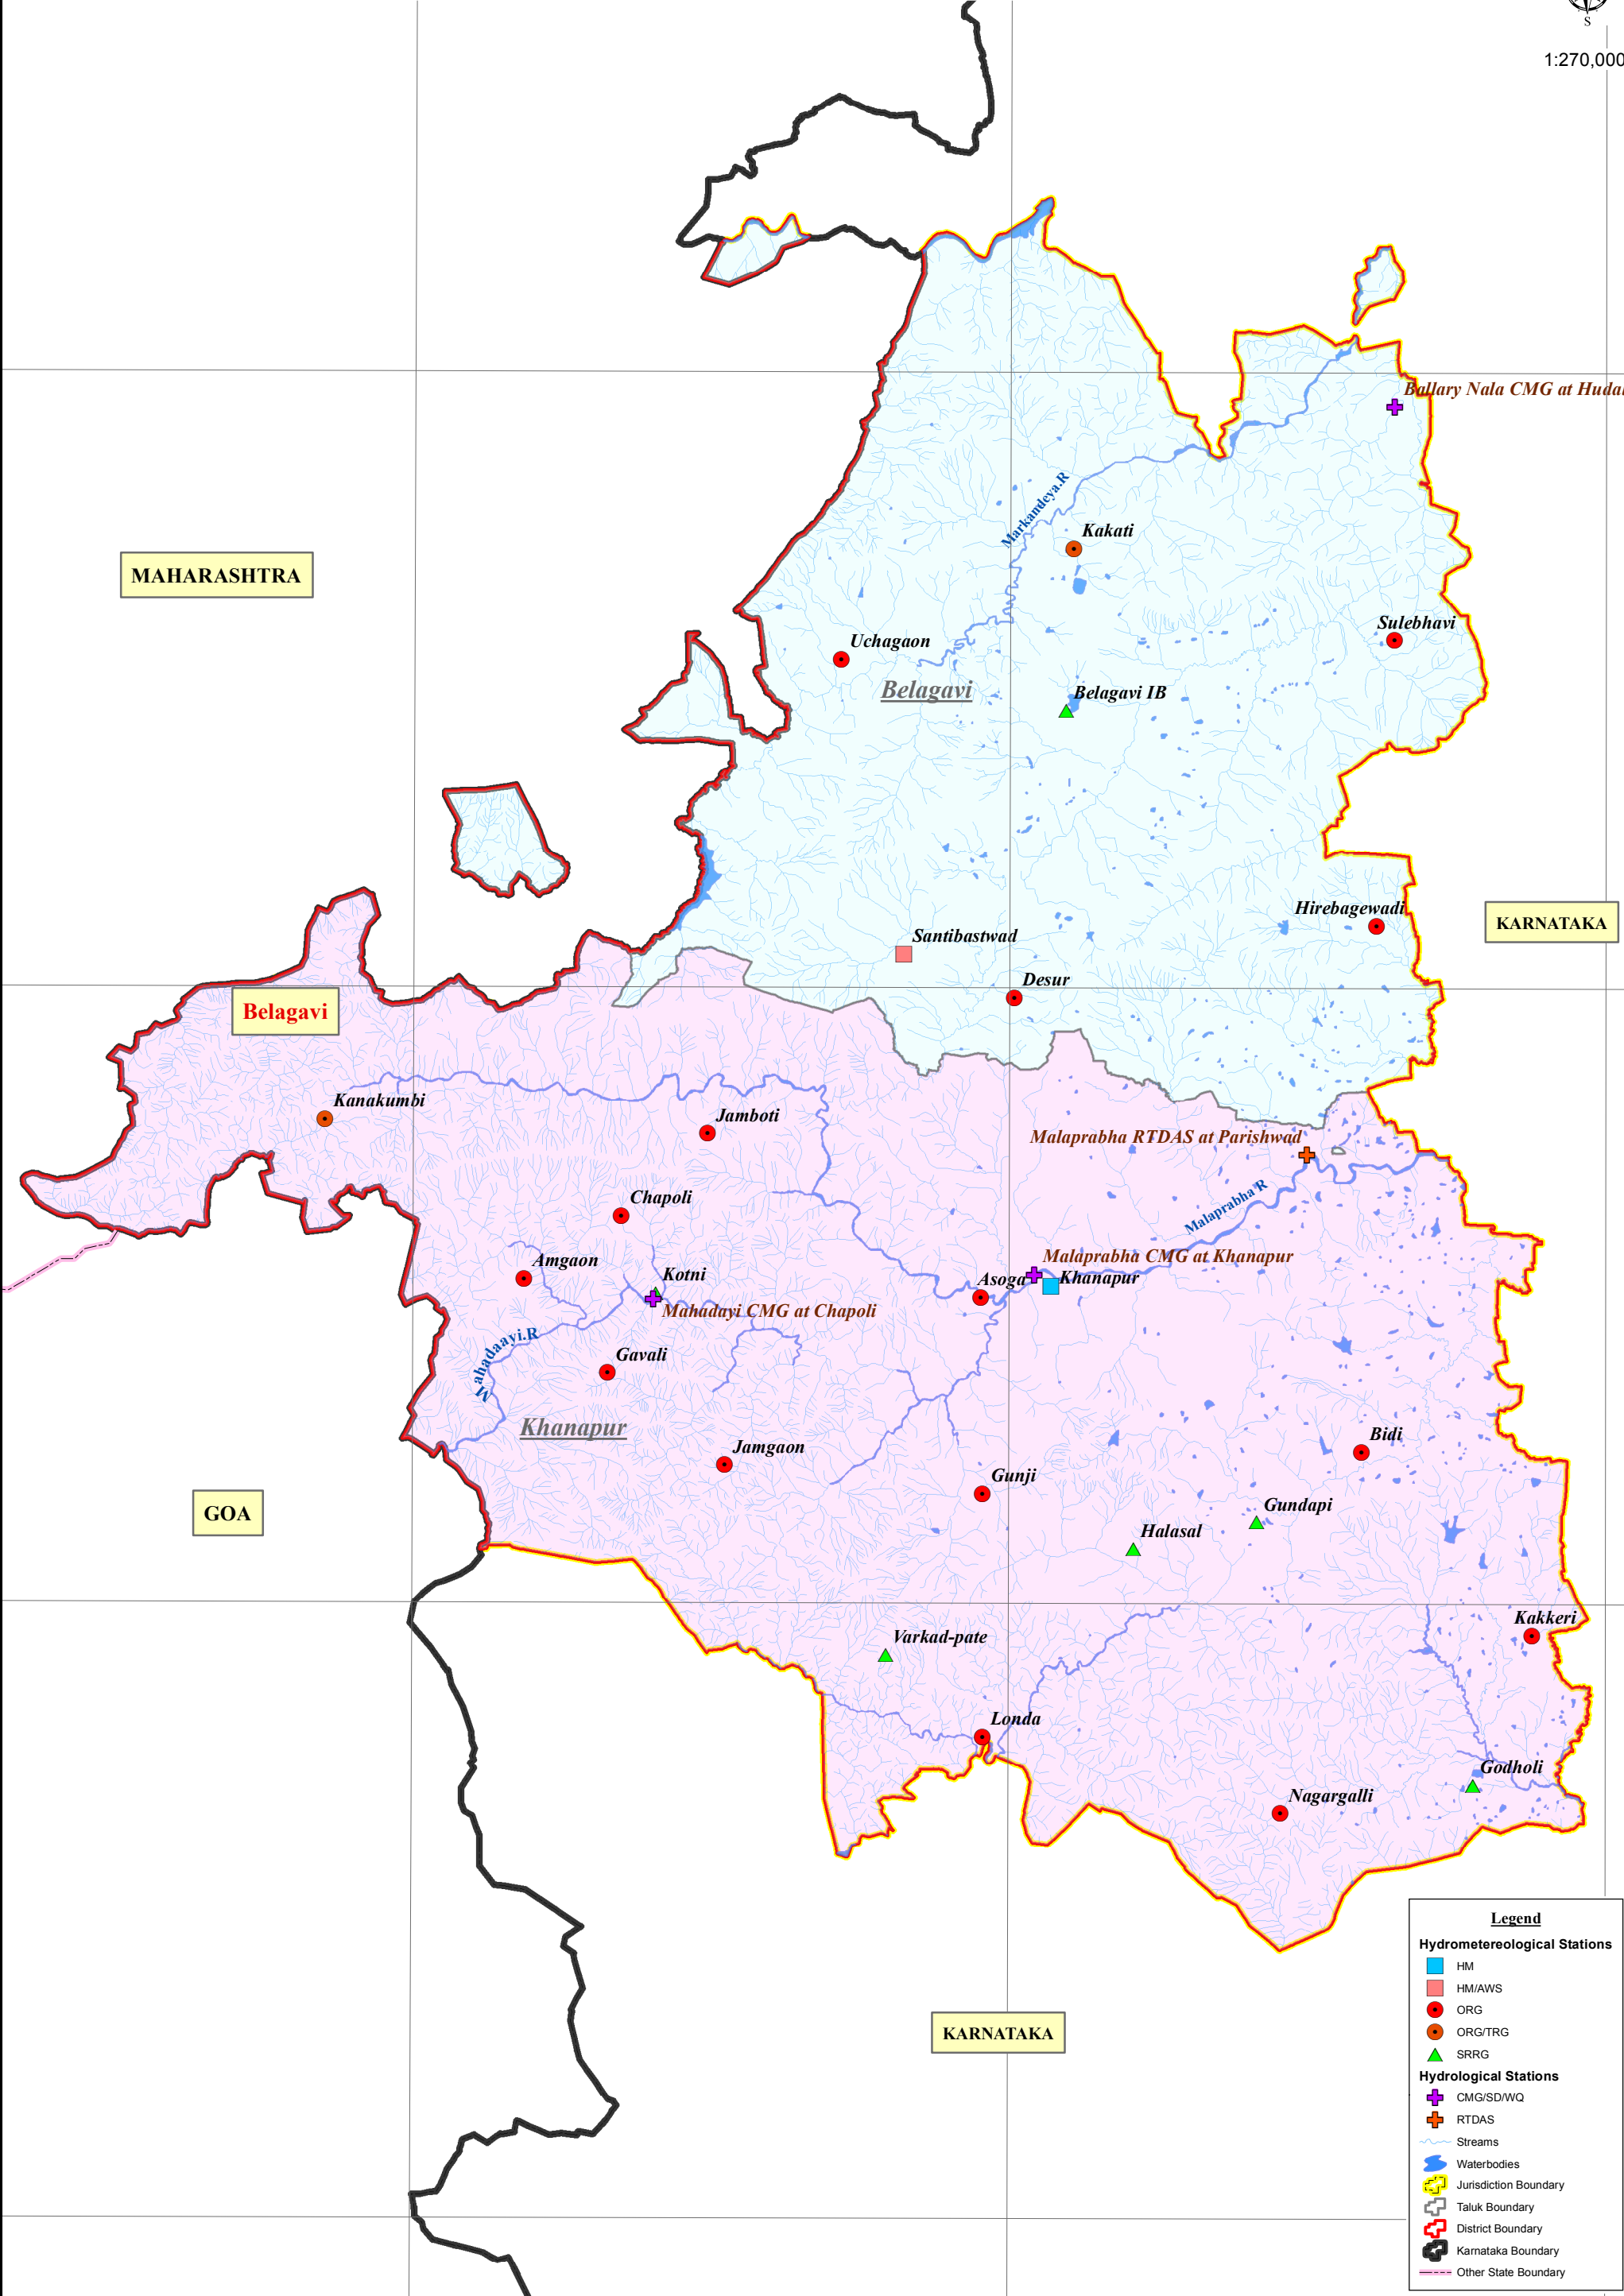 S
1:270,000
Ballary Nala CMG at
Markandeya.R
Kakati
MAHARASHTRA
Sulebhavi
Uchagaon
Belagavi
Belagavi IB
Hirebagewadi
KARNATAKA
Santibastwad
Desur
Belagavi
Kanakumbi
Jamboti
Malaprabha RTDAS at Parishwad
Malaprabha R
Chapoli
Amgaon
Kotni
Malaprabha CMG at Khanapur
Asoga
Khanapur
Mahadayi CMG at Chapoli
Mahadaayi.R
Gavali
Khanapur
Jamgaon
Bidi
Gunji
GOA
Gundapi
Halasal
Kakkeri
Varkad-pate
Londa
Godholi
Nagargalli
KARNATAKA
Legend
Hydrometereological Stations
HM
HM/AWS
ORG
ORG/TRG
SRRG
Hydrological Stations
CMG/SD/WQ
RTDAS
Streams
Waterbodies
Jurisdiction Boundary
Taluk Boundary
District Boundary
Karnataka Boundary
Other State Boundary